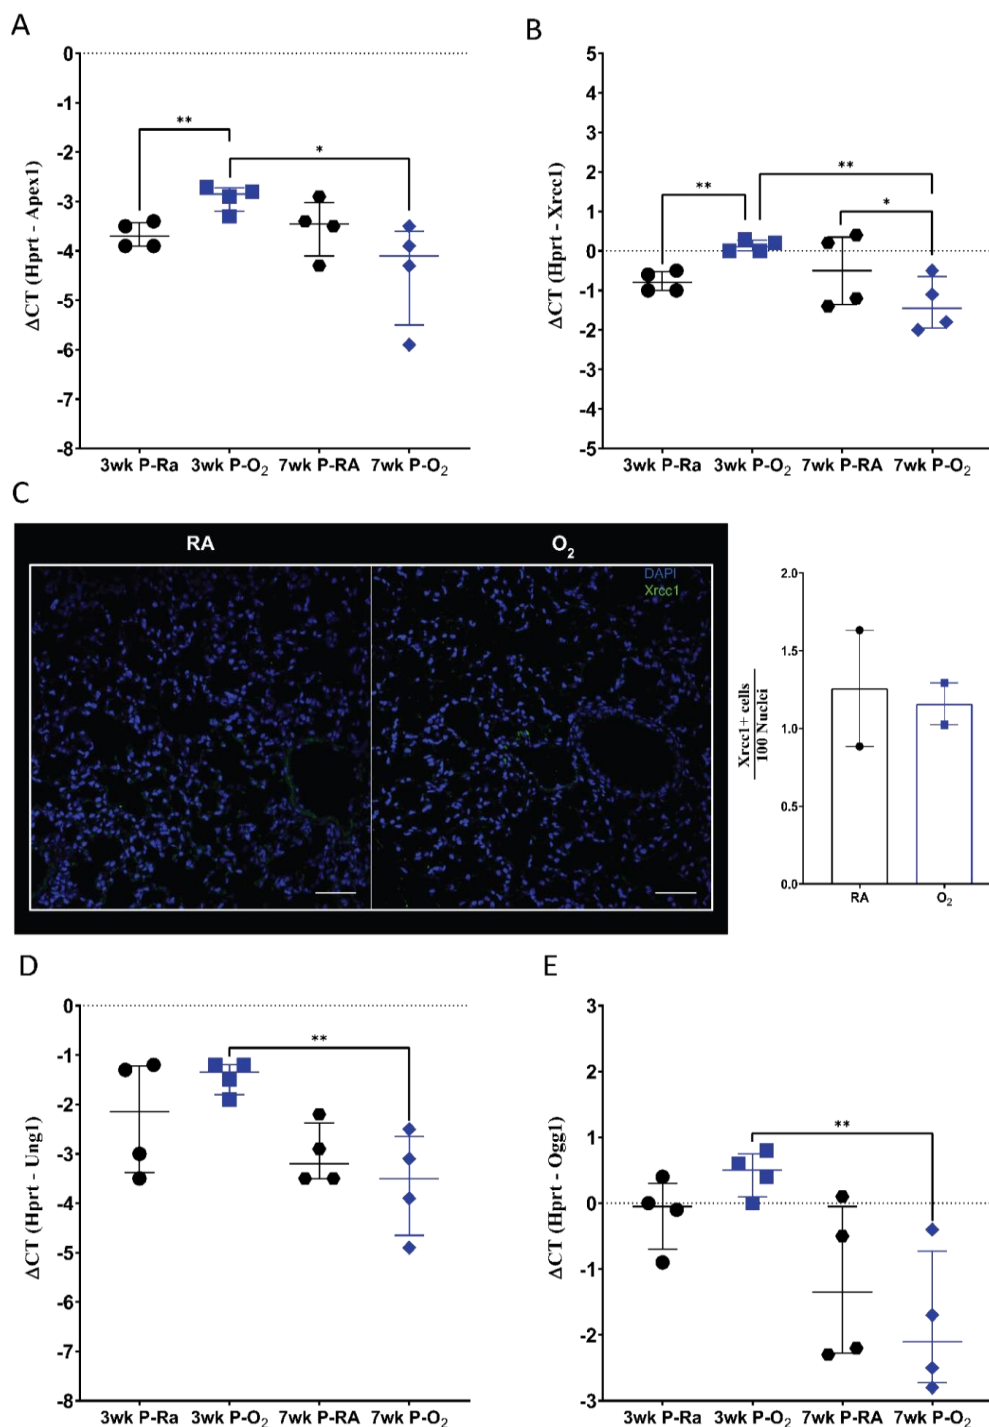 A
0
-1
-2
-3
-4
-5
-6
-7
-8
ΔCT (Hprt - Apex1)
**
*
3wk P-Ra 3wk P-O₂ 7wk P-RA 7wk P-O₂
B
5
4
3
2
1
0
-1
-2
-3
-4
-5
ΔCT (Hprt - Xrcc1)
**
**
*
3wk P-Ra 3wk P-O₂ 7wk P-RA 7wk P-O₂
C
RA
O₂
DAPI
Xrcc1
2.0
1.5
1.0
0.5
0.0
Xrcc1+ cells
100 Nuclei
RA O₂
D
0
-1
-2
-3
-4
-5
-6
-7
-8
ΔCT (Hprt - Ung1)
**
3wk P-Ra 3wk P-O₂ 7wk P-RA 7wk P-O₂
E
3
2
1
0
-1
-2
-3
ΔCT (Hprt - Ogg1)
**
3wk P-Ra 3wk P-O₂ 7wk P-RA 7wk P-O₂